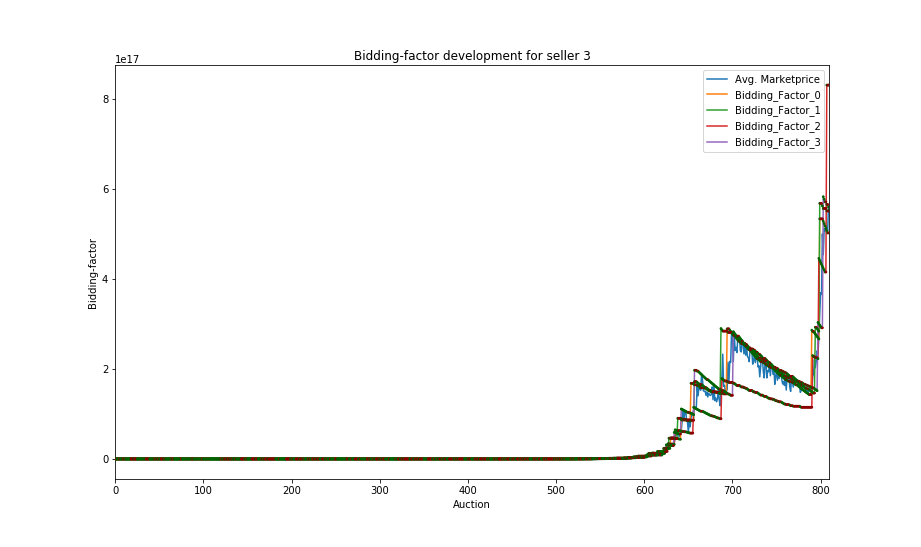 Bidding-factor development for seller 3
1e17
8
6
4
2
0
Bidding-factor
0 100 200 300 400 500 600 700 800
Auction
Avg. Marketprice
Bidding_Factor_0
Bidding_Factor_1
Bidding_Factor_2
Bidding_Factor_3